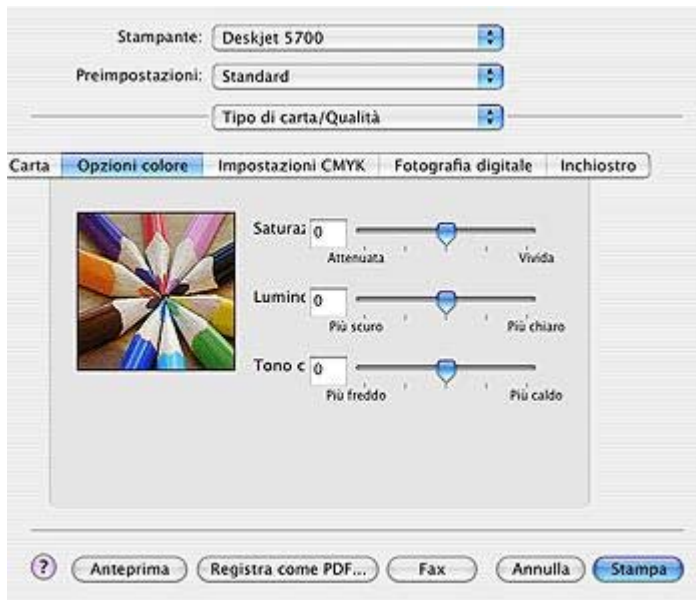 Stampante: Deskjet 5700
Preimpostazioni: Standard
Tipo di carta/Qualità
Carta Opzioni colore Impostazioni CMYK Fotografia digitale Inchiostro
Saturaz 0
Attenuata Vivida
Lumino 0
Più scuro Più chiaro
Tono c 0
Più freddo Più caldo
? Anteprima Registra come PDF... Fax Annulla Stampa